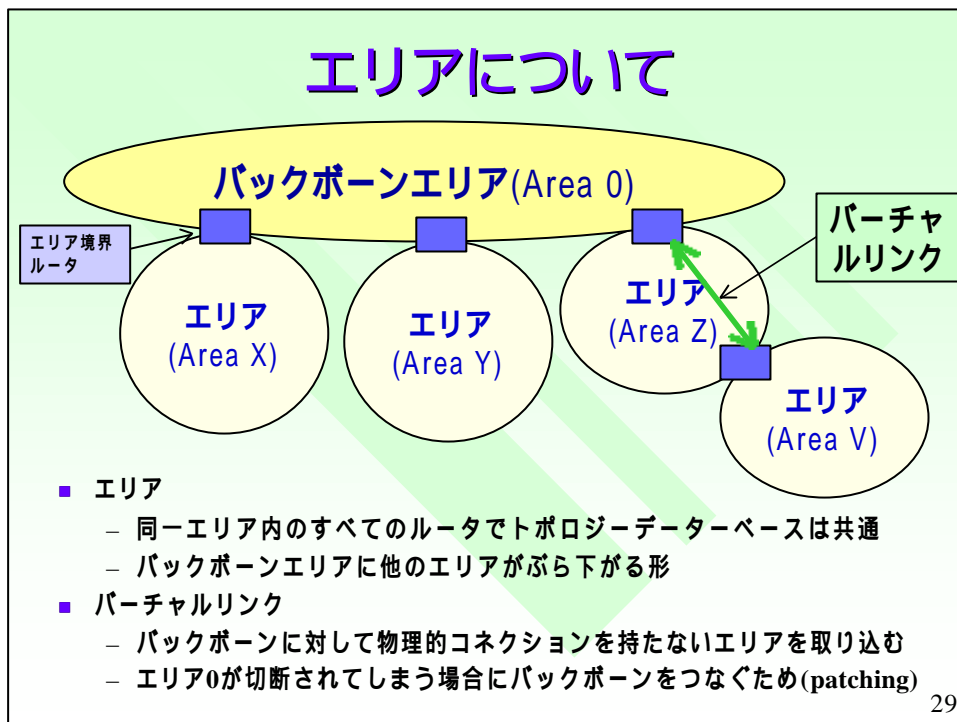 エリアについて
バックボーンエリア(Area 0)
エリア境界
ルータ
バーチャ
ルリンク
エリア
(Area X)
エリア
(Area Y)
エリア
(Area Z)
エリア
(Area V)
エリア
– 同一エリア内のすべてのルータでトポロジーデーターベースは共通
– バックボーンエリアに他のエリアがぶら下がる形
バーチャルリンク
– バックボーンに対して物理的コネクションを持たないエリアを取り込む
– エリア0が切断されてしまう場合にバックボーンをつなぐため(patching)
29